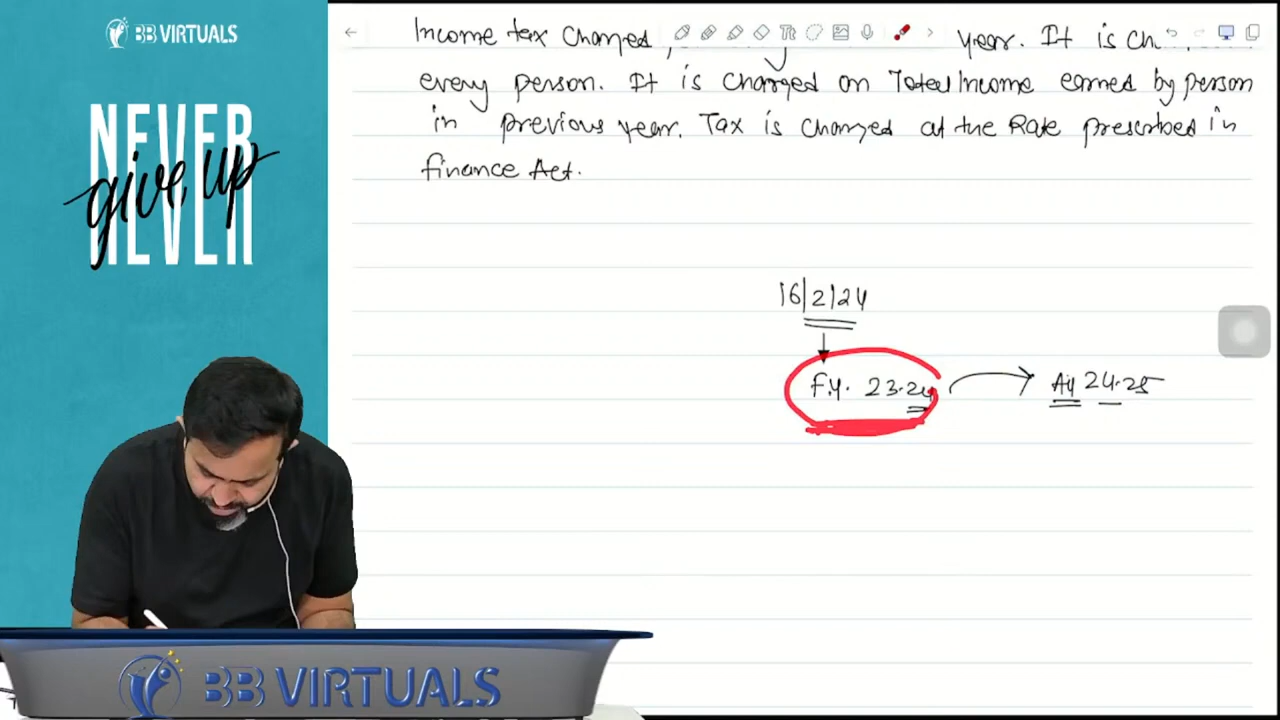 BB VIRTUALS
NEVER
give up
NEVER
Income tax Charged year. It is
every person. It is charged on Total Income earned by person
in previous year. Tax is charged at the Rate prescribed in
finance Act.
16|2|24
F.Y. 23.24
AY 24.25
BB VIRTUALS